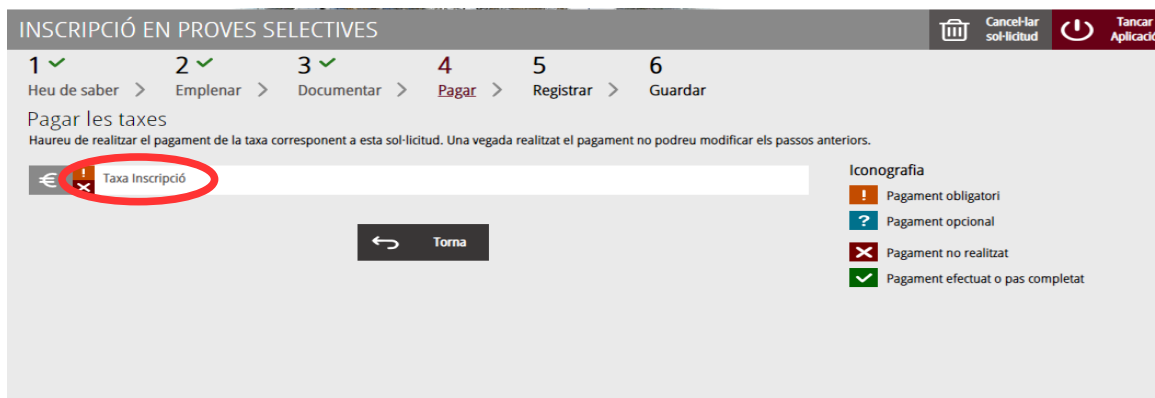 INSCRIPCIÓ EN PROVES SELECTIVES
Cancel·lar
sol·licitud
Tancar
Aplicació
1 2 3 4 5 6
Heu de saber > Emplenar > Documentar > Pagar > Registrar > Guardar
Pagar les taxes
Haureu de realitzar el pagament de la taxa corresponent a esta sol·licitud. Una vegada realitzat el pagament no podreu modificar els passos anteriors.
€ ! Taxa Inscripció
Torna
Iconografia
! Pagament obligatori
? Pagament opcional
Pagament no realitzat
Pagament efectuat o pas completat